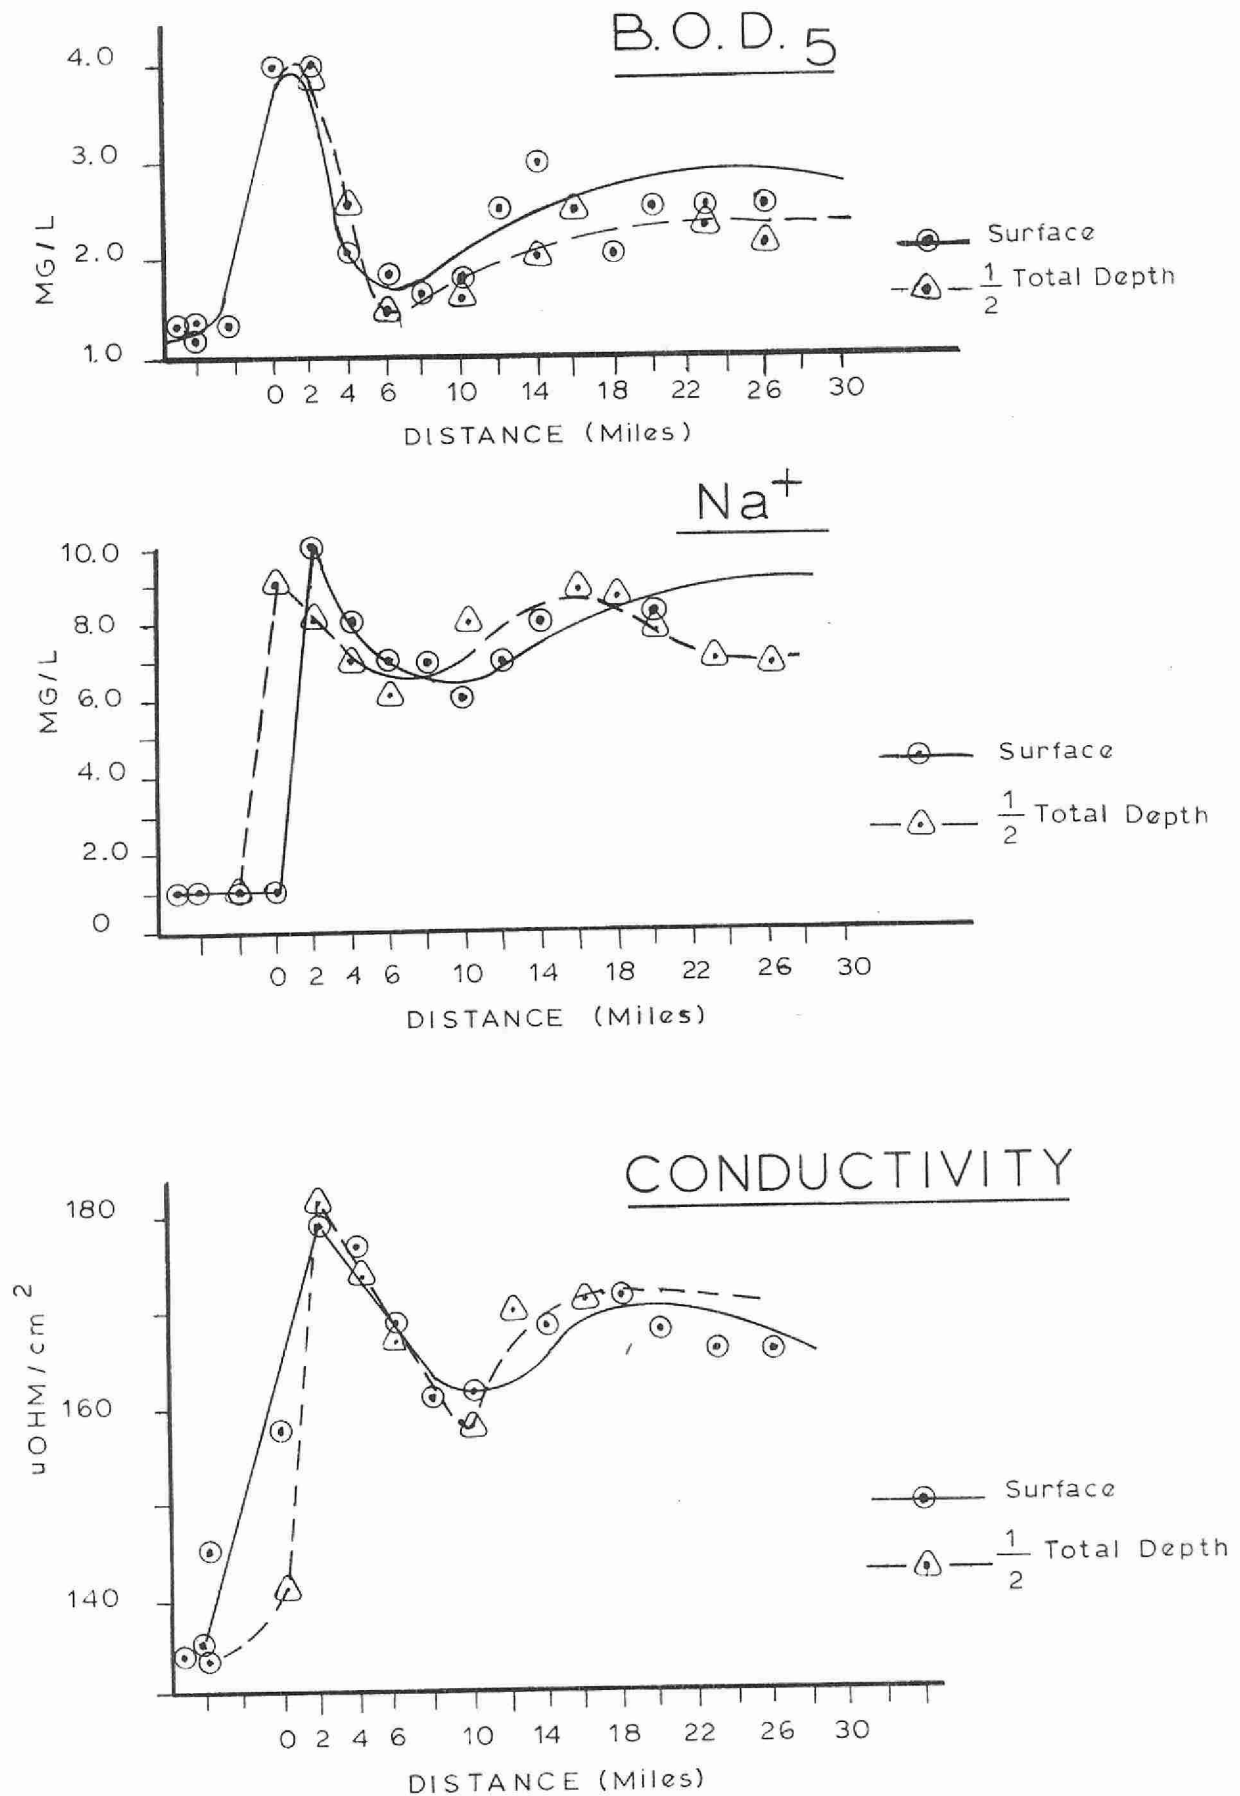 B.O.D. 5
4.0
3.0
2.0
1.0
MG/L
Surface
1/2 Total Depth
0 2 4 6 10 14 18 22 26 30
DISTANCE (Miles)
Na+
10.0
8.0
6.0
4.0
2.0
0
MG/L
Surface
1/2 Total Depth
0 2 4 6 10 14 18 22 26 30
DISTANCE (Miles)
CONDUCTIVITY
180
160
140
uOHM/cm 2
Surface
1/2 Total Depth
0 2 4 6 10 14 18 22 26 30
DISTANCE (Miles)